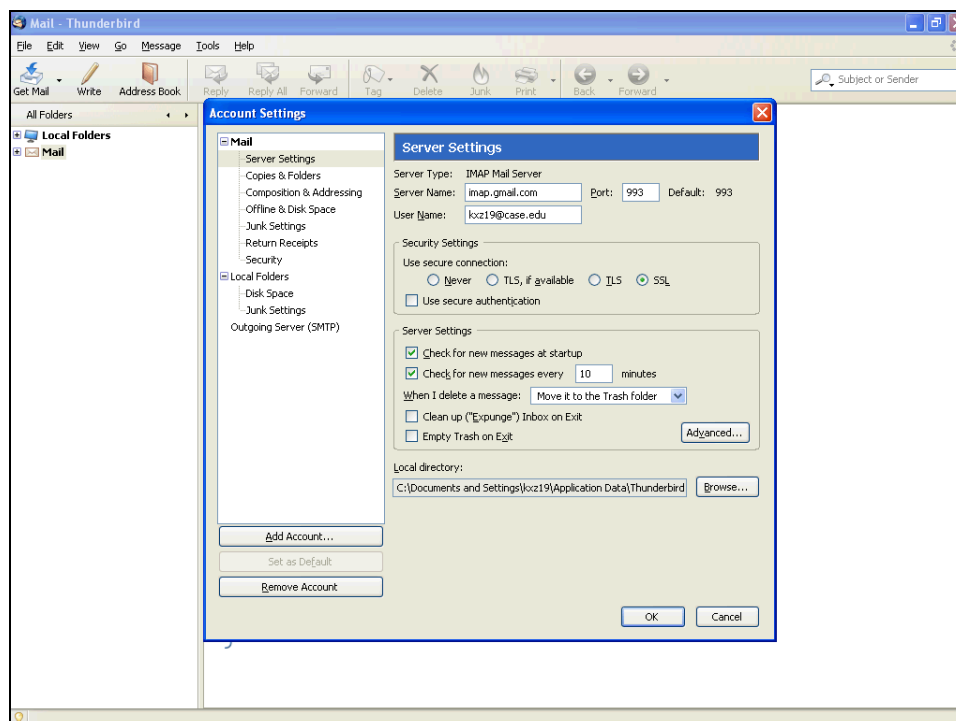 Mail - Thunderbird
File Edit View Go Message Tools Help
Get Mail Write Address Book Reply Reply All Forward Tag Delete Junk Print Back Forward Subject or Sender
All Folders
Local Folders
Mail
Account Settings
Mail
Server Settings
Copies & Folders
Composition & Addressing
Offline & Disk Space
Junk Settings
Return Receipts
Security
Local Folders
Disk Space
Junk Settings
Outgoing Server (SMTP)
Add Account...
Set as Default
Remove Account
Server Settings
Server Type: IMAP Mail Server
Server Name: imap.gmail.com Port: 993 Default: 993
User Name: kxz19@case.edu
Security Settings
Use secure connection:
Never TLS, if available TLS SSL
Use secure authentication
Server Settings
Check for new messages at startup
Check for new messages every 10 minutes
When I delete a message: Move it to the Trash folder
Clean up ("Expunge") Inbox on Exit
Empty Trash on Exit
Advanced...
Local directory:
C:\Documents and Settings\kxz19\Application Data\Thunderbird Browse...
OK Cancel